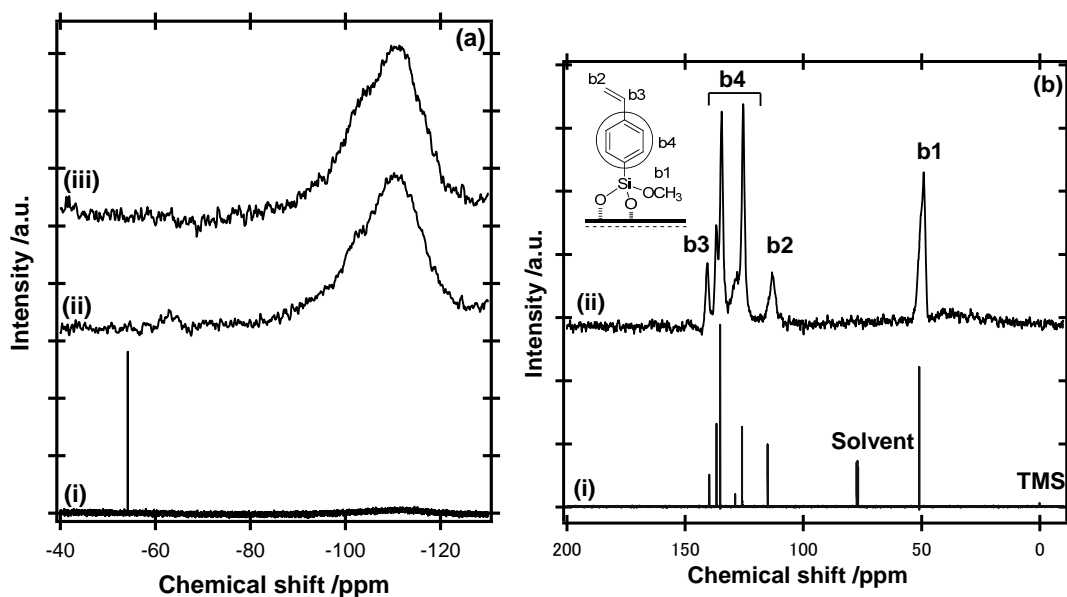 (a)
(iii)
(ii)
(i)
Intensity /a.u.
-40 -60 -80 -100 -120
Chemical shift /ppm
(b)
b4
b2
b3
b4
b1
Si
OCH3
O O
b1
b3
b2
(ii)
Solvent
TMS
(i)
Intensity /a.u.
200 150 100 50 0
Chemical shift /ppm